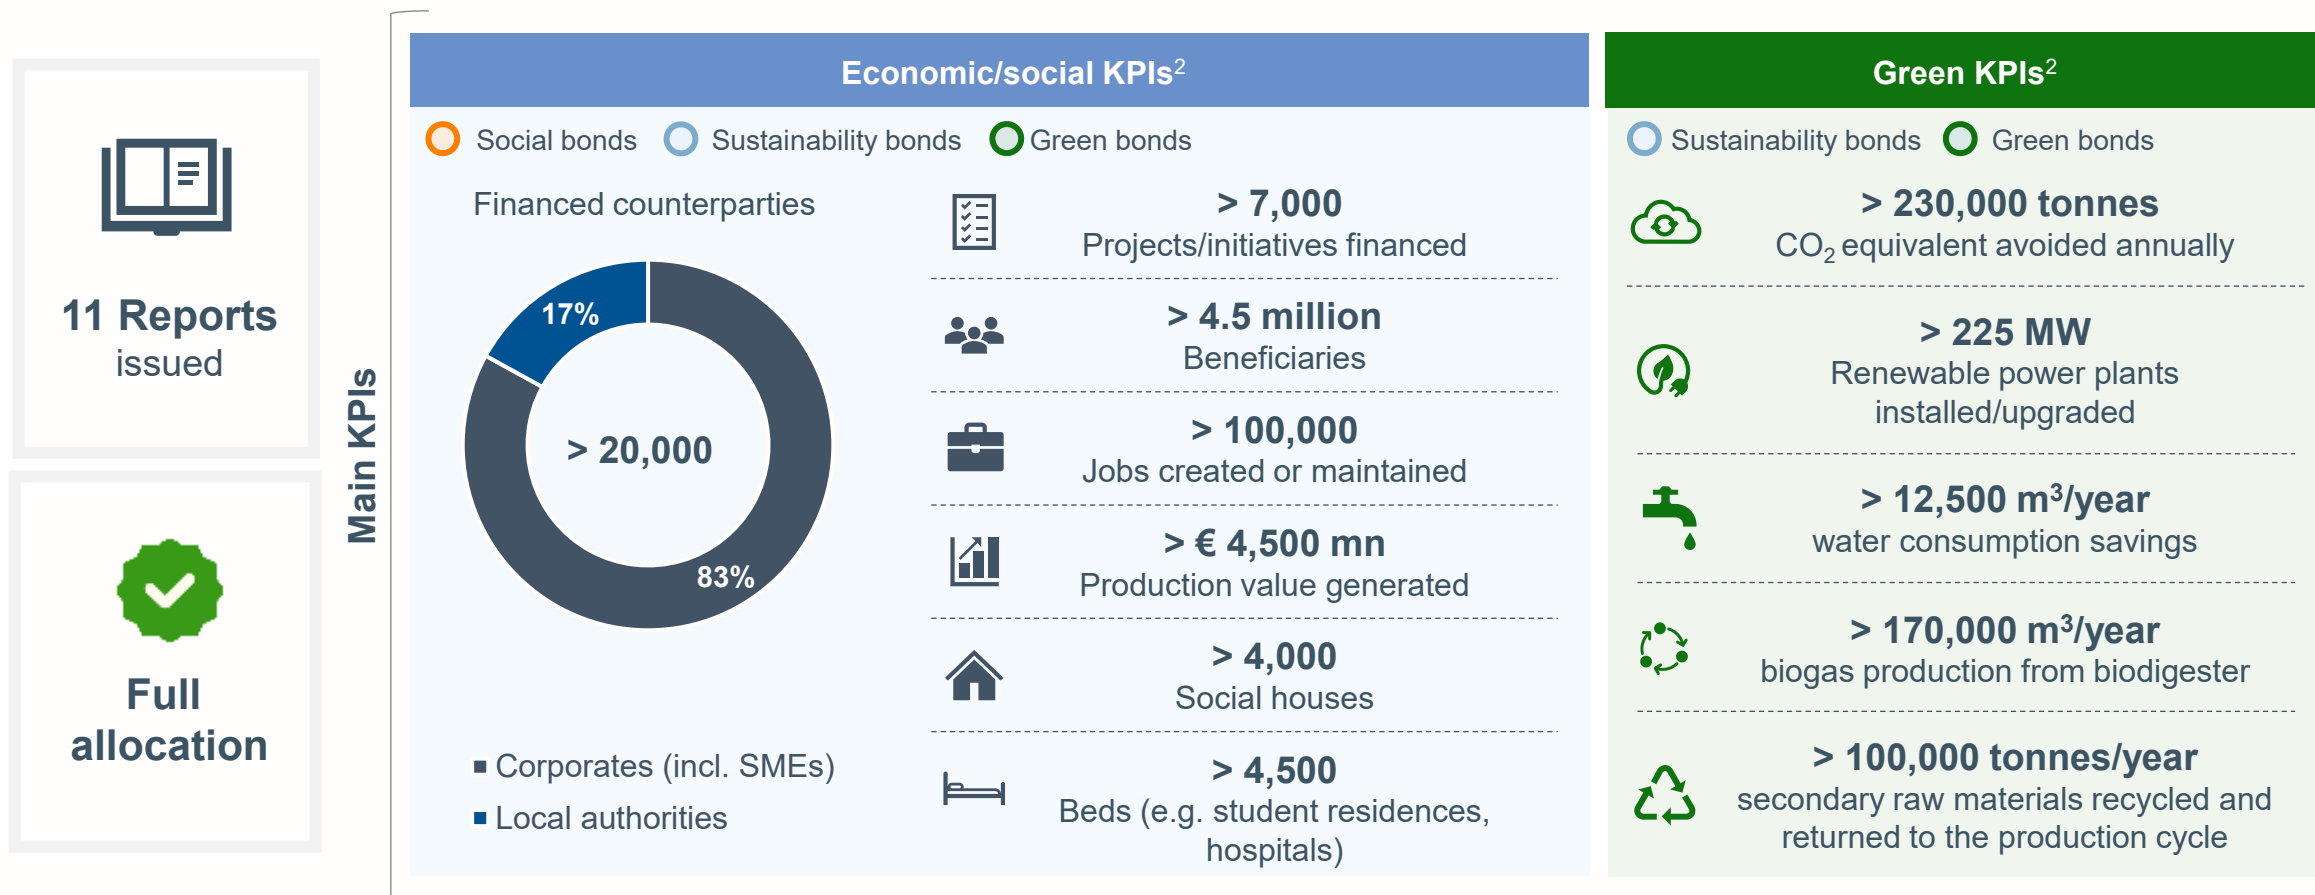 11 Reports
issued
Full
allocation
Main KPIs
Economic/social KPIs²
Social bonds
Sustainability bonds
Green bonds
Financed counterparties
17%
> 20,000
83%
Corporates (incl. SMEs)
Local authorities
> 7,000
Projects/initiatives financed
> 4.5 million
Beneficiaries
> 100,000
Jobs created or maintained
> € 4,500 mn
Production value generated
> 4,000
Social houses
> 4,500
Beds (e.g. student residences,
hospitals)
Green KPIs²
Sustainability bonds
Green bonds
> 230,000 tonnes
CO₂ equivalent avoided annually
> 225 MW
Renewable power plants
installed/upgraded
> 12,500 m³/year
water consumption savings
> 170,000 m³/year
biogas production from biodigester
> 100,000 tonnes/year
secondary raw materials recycled and
returned to the production cycle